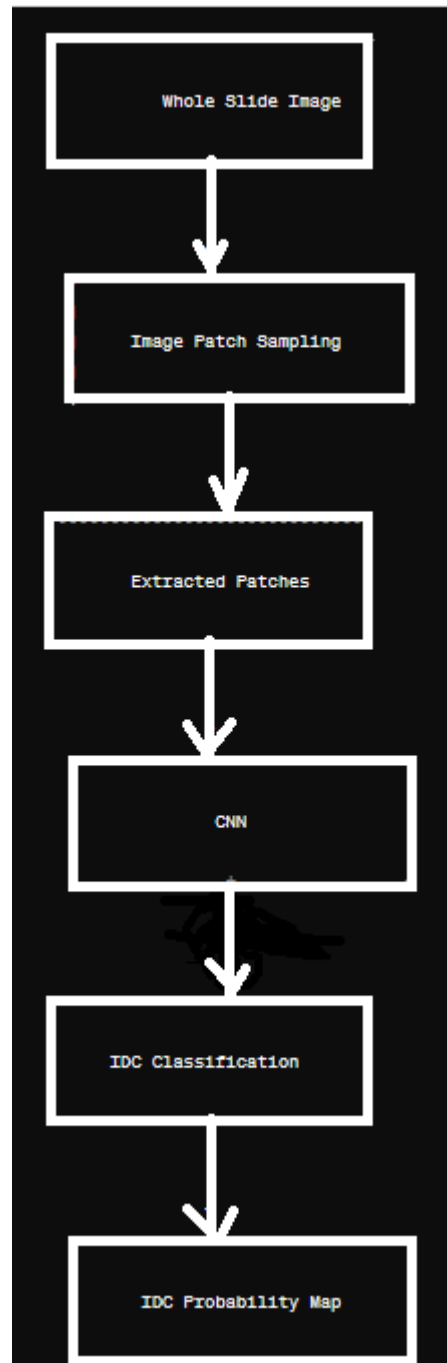 Whole Slide Image
Image Patch Sampling
Extracted Patches
CNN
IDC Classification
IDC Probability Map